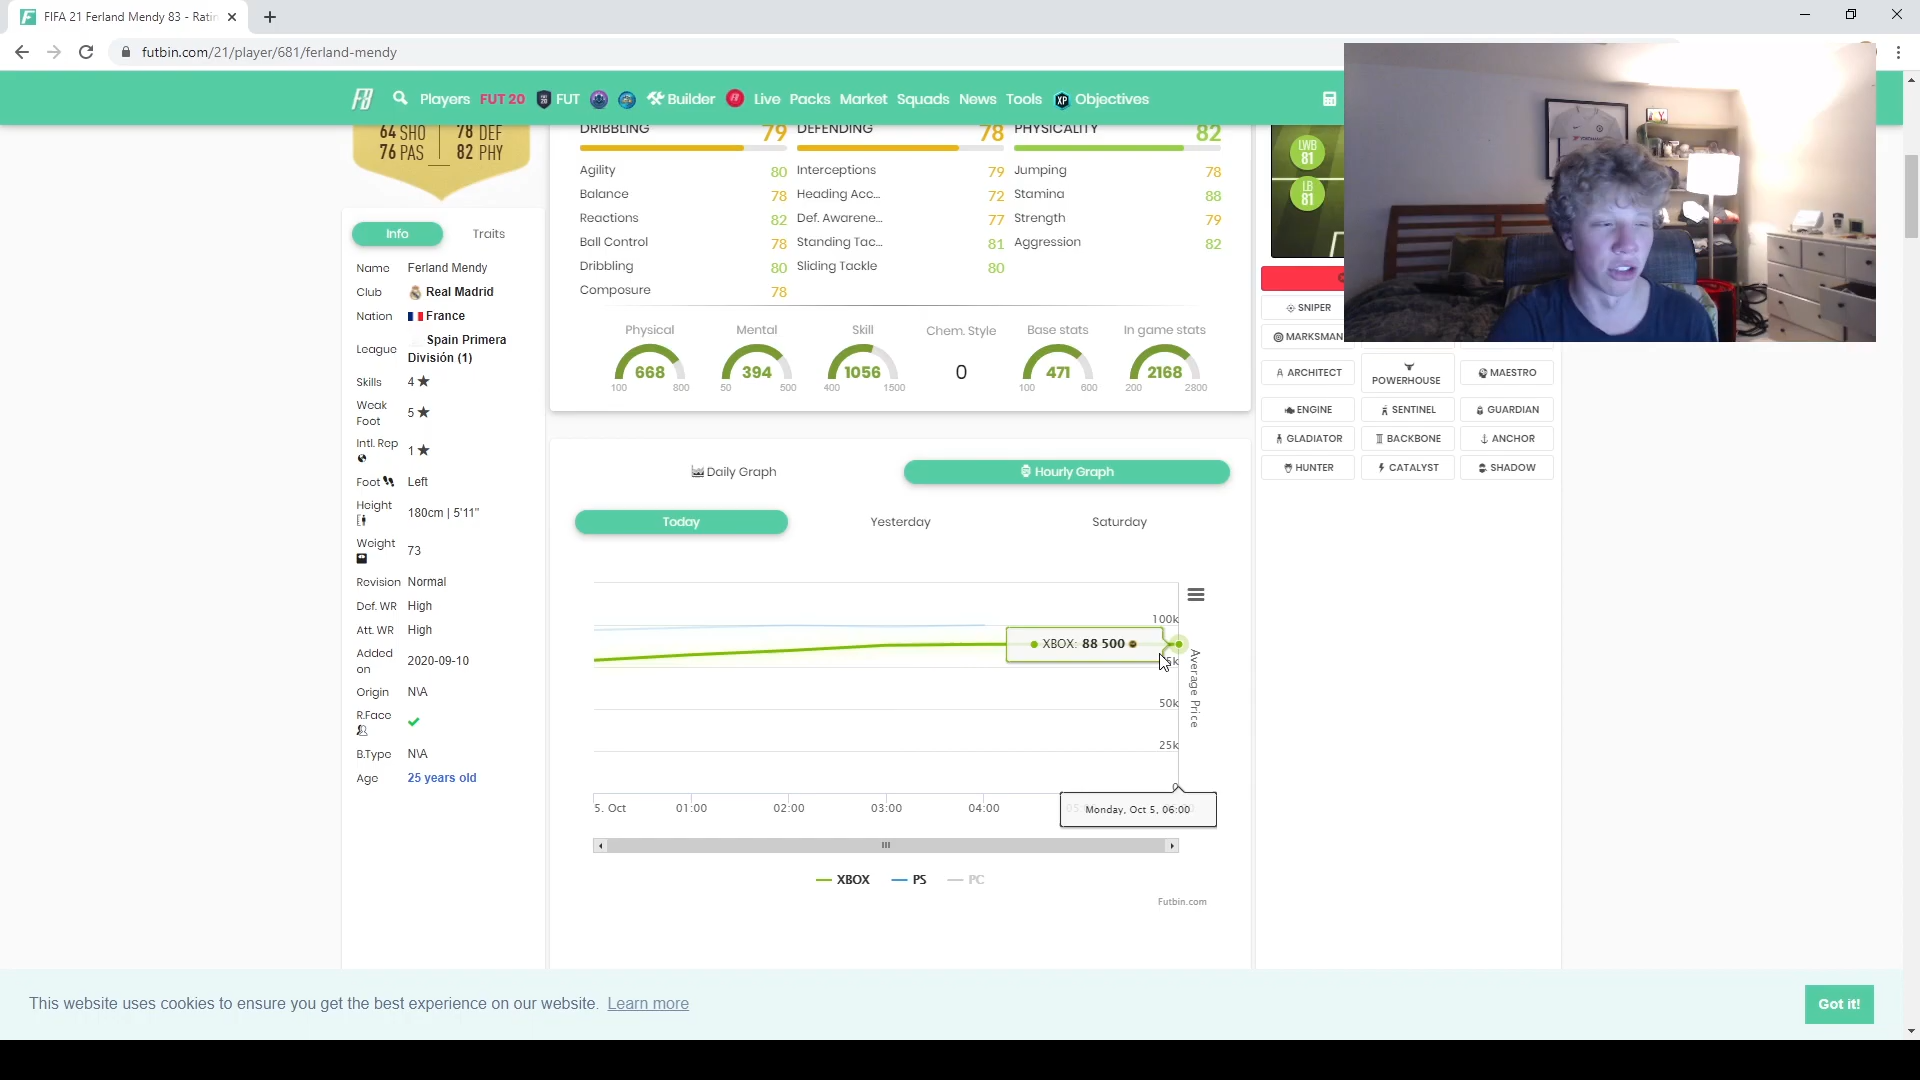 FIFA 21 Ferland Mendy 83 - Ratin
futbin.com/21/player/681/ferland-mendy
Players FUT 20 FUT Builder Live Packs Market Squads News Tools XP Objectives
64 SHO 78 DEF
76 PAS 82 PHY
Info Traits
Name Ferland Mendy
Club Real Madrid
Nation France
League Spain Primera
División (1)
Skills 4★
Weak
Foot 5★
Intl. Rep 1★
Foot Left
Height 180cm | 5'11"
Weight 73
Revision Normal
Def. WR High
Att. WR High
Added
on 2020-09-10
Origin N\A
R.Face
B.Type N\A
Age 25 years old
DRIBBLING 79 DEFENDING 78 PHYSICALITY 82
Agility 80 Interceptions 79 Jumping 78
Balance 78 Heading Acc... 72 Stamina 88
Reactions 82 Def. Awarene... 77 Strength 79
Ball Control 78 Standing Tac... 81 Aggression 82
Dribbling 80 Sliding Tackle 80
Composure 78
Physical Mental Skill Chem. Style Base stats In game stats
668 394 1056 0 471 2168
100 800 50 500 400 1500 100 600 200 2800
Daily Graph Hourly Graph
Today Yesterday Saturday
100k
XBOX: 88 500
5k
50k
25k
0
Average Price
5. Oct 01:00 02:00 03:00 04:00
Monday, Oct 5, 06:00
XBOX PS PC
Futbin.com
LWB
81
LB
81
SNIPER
MARKSMAN
ARCHITECT POWERHOUSE MAESTRO
ENGINE SENTINEL GUARDIAN
GLADIATOR BACKBONE ANCHOR
HUNTER CATALYST SHADOW
This website uses cookies to ensure you get the best experience on our website. Learn more
Got it!